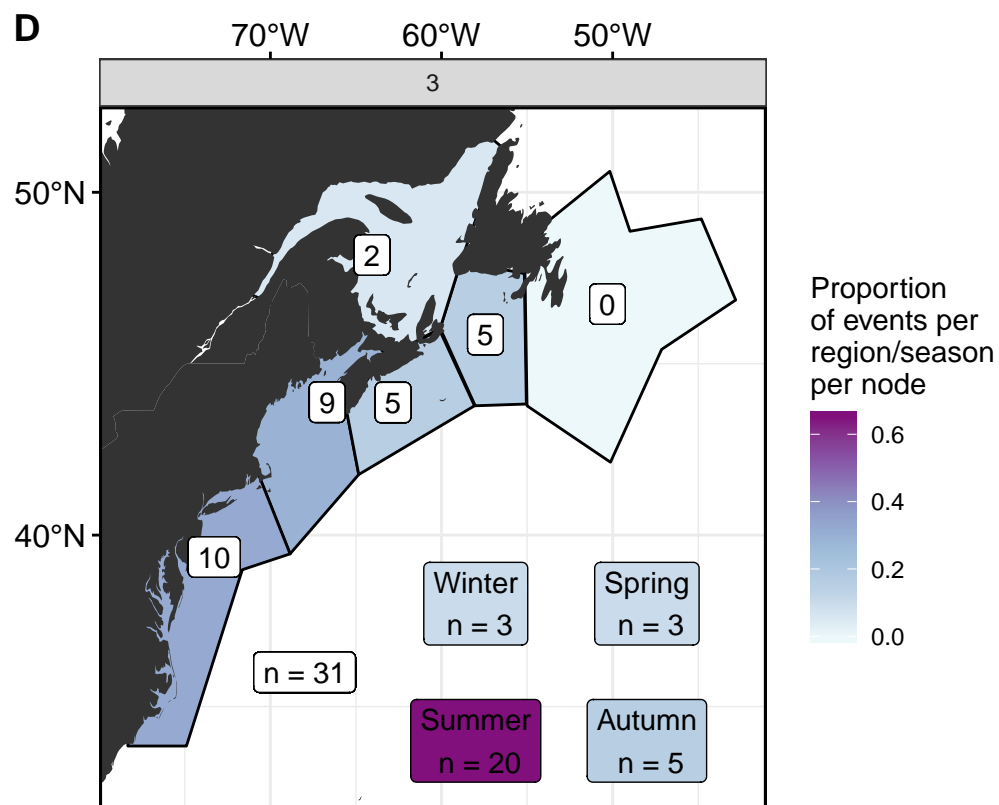 D
70°W 60°W 50°W
3
50°N
40°N
2
0
5
9
5
10
n = 31
Winter
n = 3
Spring
n = 3
Summer
n = 20
Autumn
n = 5
Proportion
of events per
region/season
per node
0.6
0.4
0.2
0.0